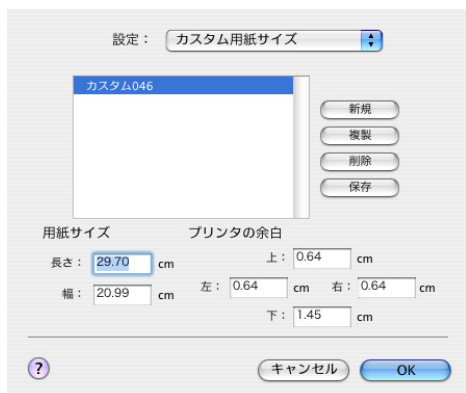 設定： カスタム用紙サイズ
カスタム046
新規
複製
削除
保存
用紙サイズ プリンタの余白
長さ： 29.70 cm
幅： 20.99 cm
上： 0.64 cm
左： 0.64 cm 右： 0.64 cm
下： 1.45 cm
? キャンセル OK